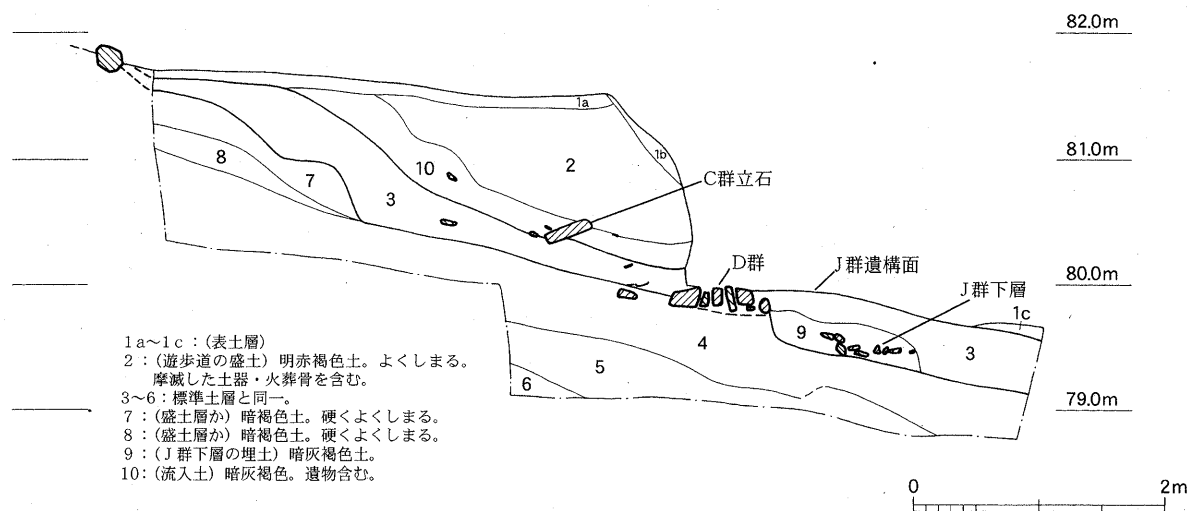 82.0m
1a
8
7
10
2
1b
81.0m
3
C群立石
D群
J群遺構面
80.0m
J群下層
1c
9
3
4
5
6
79.0m
1a～1c：(表土層)
2：(遊歩道の盛土) 明赤褐色土。よくしまる。
摩滅した土器・火葬骨を含む。
3～6：標準土層と同一。
7：(盛土層か) 暗褐色土。硬くよくしまる。
8：(盛土層か) 暗褐色土。硬くよくしまる。
9：(J群下層の埋土) 暗灰褐色土。
10：(流入土) 暗灰褐色。遺物含む。
0 2m